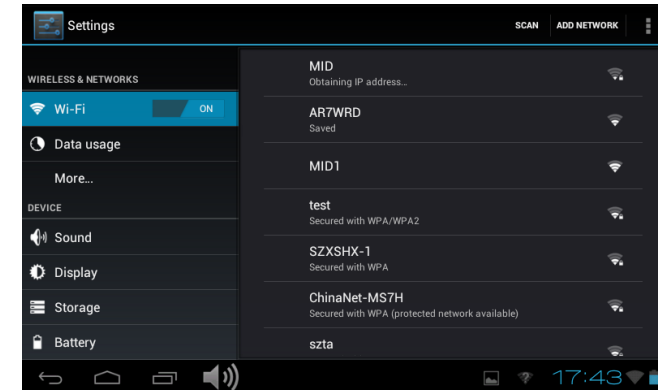 Settings
SCAN ADD NETWORK
WIRELESS & NETWORKS
Wi-Fi ON
Data usage
More...
DEVICE
Sound
Display
Storage
Battery
MID
Obtaining IP address...
AR7WRD
Saved
MID1
test
Secured with WPA/WPA2
SZXSHX-1
Secured with WPA
ChinaNet-MS7H
Secured with WPA (protected network available)
szta
17:43